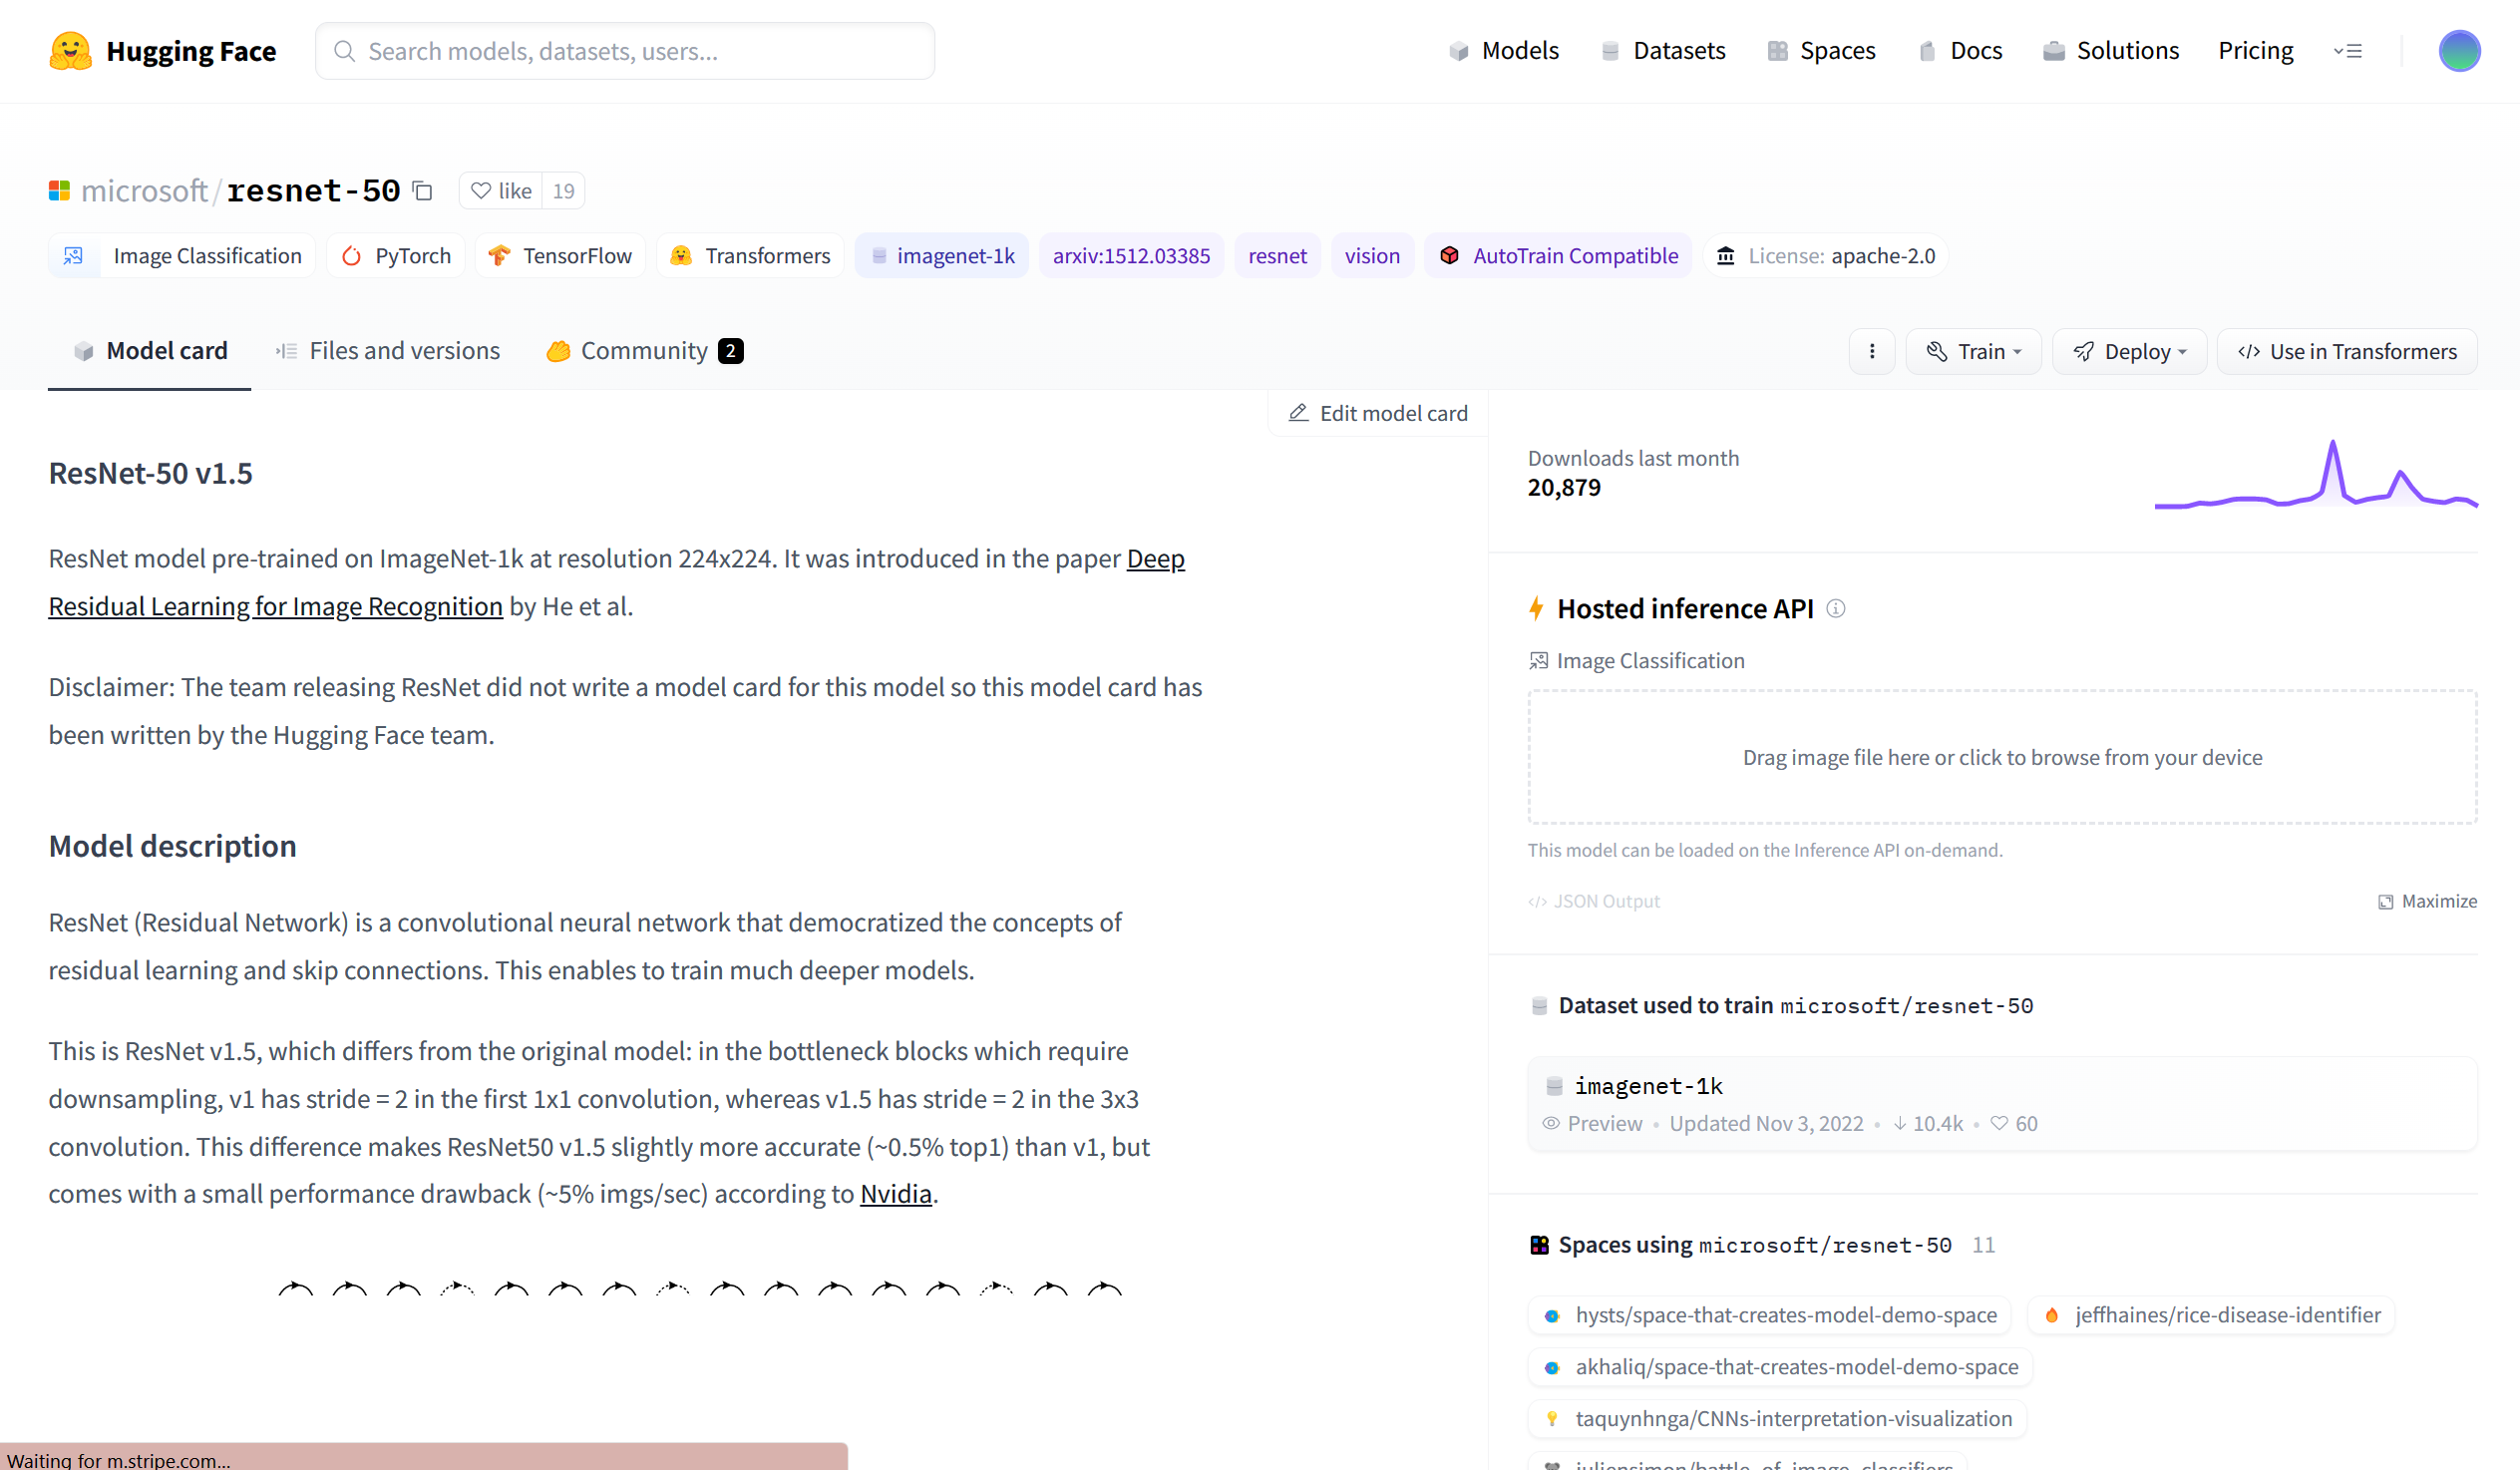 Hugging Face
Search models, datasets, users...
Models
Datasets
Spaces
Docs
Solutions
Pricing
microsoft/resnet-50
like 19
Image Classification
PyTorch
TensorFlow
Transformers
imagenet-1k
arxiv:1512.03385
resnet
vision
AutoTrain Compatible
License: apache-2.0
Model card
Files and versions
Community 2
Train
Deploy
</> Use in Transformers
Edit model card
ResNet-50 v1.5
ResNet model pre-trained on ImageNet-1k at resolution 224x224. It was introduced in the paper Deep
Residual Learning for Image Recognition by He et al.
Disclaimer: The team releasing ResNet did not write a model card for this model so this model card has
been written by the Hugging Face team.
Model description
ResNet (Residual Network) is a convolutional neural network that democratized the concepts of
residual learning and skip connections. This enables to train much deeper models.
This is ResNet v1.5, which differs from the original model: in the bottleneck blocks which require
downsampling, v1 has stride = 2 in the first 1x1 convolution, whereas v1.5 has stride = 2 in the 3x3
convolution. This difference makes ResNet50 v1.5 slightly more accurate (~0.5% top1) than v1, but
comes with a small performance drawback (~5% imgs/sec) according to Nvidia.
Downloads last month
20,879
Hosted inference API
Image Classification
Drag image file here or click to browse from your device
This model can be loaded on the Inference API on-demand.
</> JSON Output
Maximize
Dataset used to train microsoft/resnet-50
imagenet-1k
Preview • Updated Nov 3, 2022 • ↓ 10.4k • ♡ 60
Spaces using microsoft/resnet-50 11
hysts/space-that-creates-model-demo-space
jeffhaines/rice-disease-identifier
akhaliq/space-that-creates-model-demo-space
taquynhnga/CNNs-interpretation-visualization
juliensimon/battle_of_image_classifiers
Waiting for m.stripe.com...